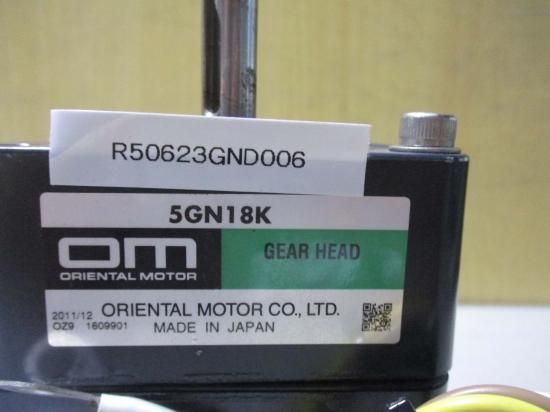 R50623GND006
5GN18K
om
ORIENTAL MOTOR
GEAR HEAD
2011/12
OZ9 1609901
ORIENTAL MOTOR CO., LTD.
MADE IN JAPAN